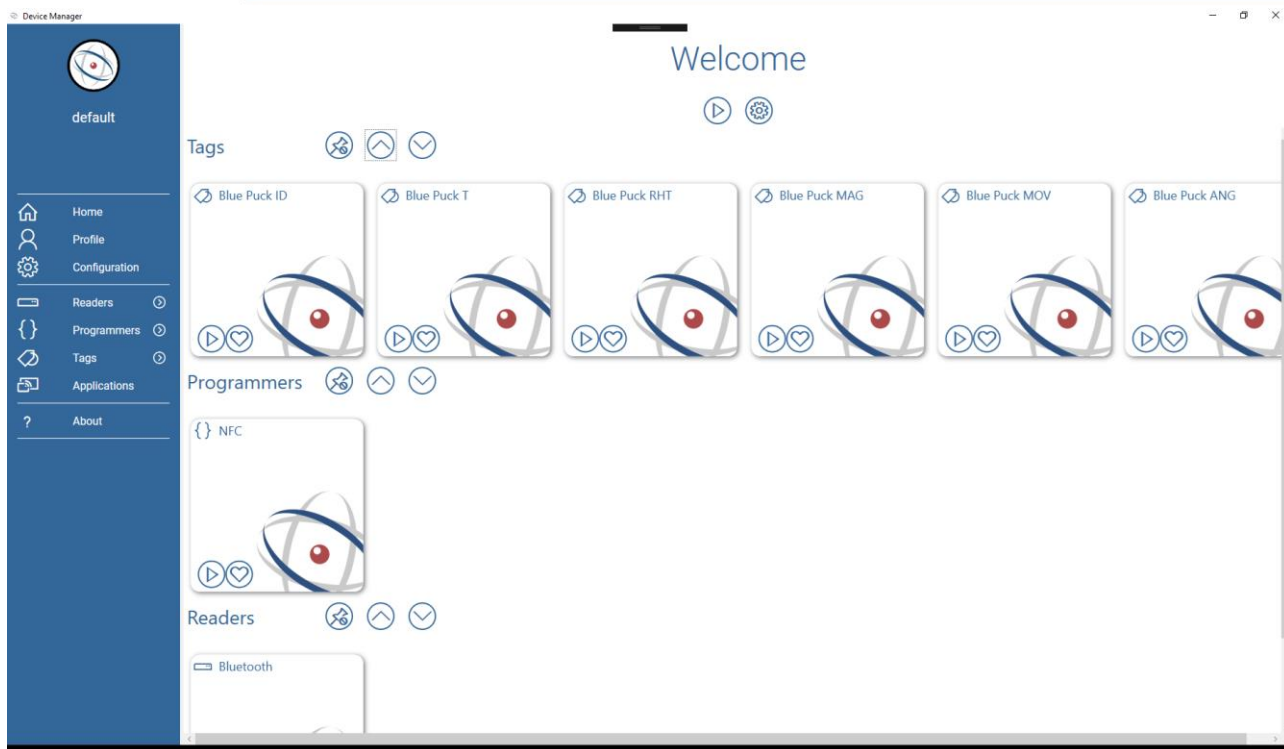 Device Manager
default
Home
Profile
Configuration
Readers
Programmers
Tags
Applications
? About
Welcome
Tags
Blue Puck ID
Blue Puck T
Blue Puck RHT
Blue Puck MAG
Blue Puck MOV
Blue Puck ANG
Programmers
{ } NFC
Readers
Bluetooth